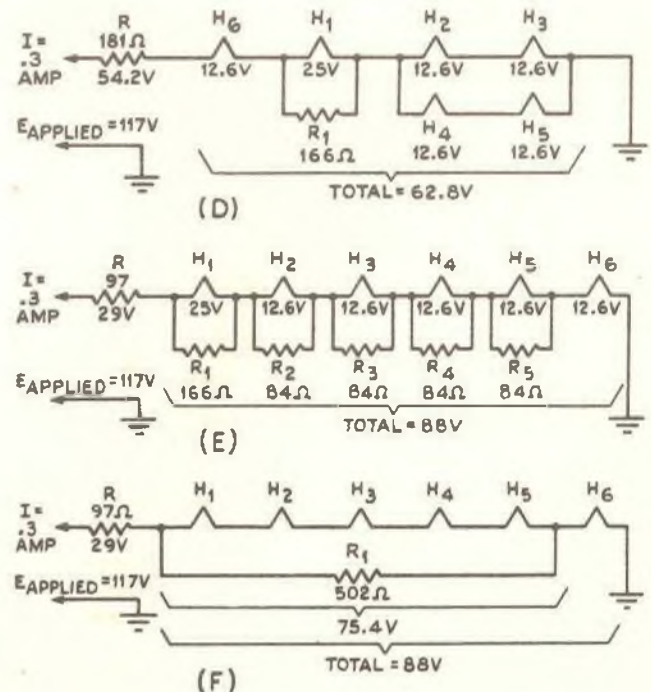 R H₆ H₁ H₂ H₃
I= 181Ω
.3 12.6V 25V 12.6V 12.6V
AMP 54.2V
R₁ H₄ H₅
EAPPLIED=117V 166Ω 12.6V 12.6V
TOTAL=62.8V
(D)
R H₁ H₂ H₃ H₄ H₅ H₆
I= 97
.3 25V 12.6V 12.6V 12.6V 12.6V 12.6V
AMP 29V
R₁ R₂ R₃ R₄ R₅
EAPPLIED=117V 166Ω 84Ω 84Ω 84Ω 84Ω
TOTAL=88V
(E)
R H₁ H₂ H₃ H₄ H₅ H₆
I= 97Ω
.3 29V
AMP R₁
EAPPLIED=117V 502Ω
75.4V
TOTAL=88V
(F)